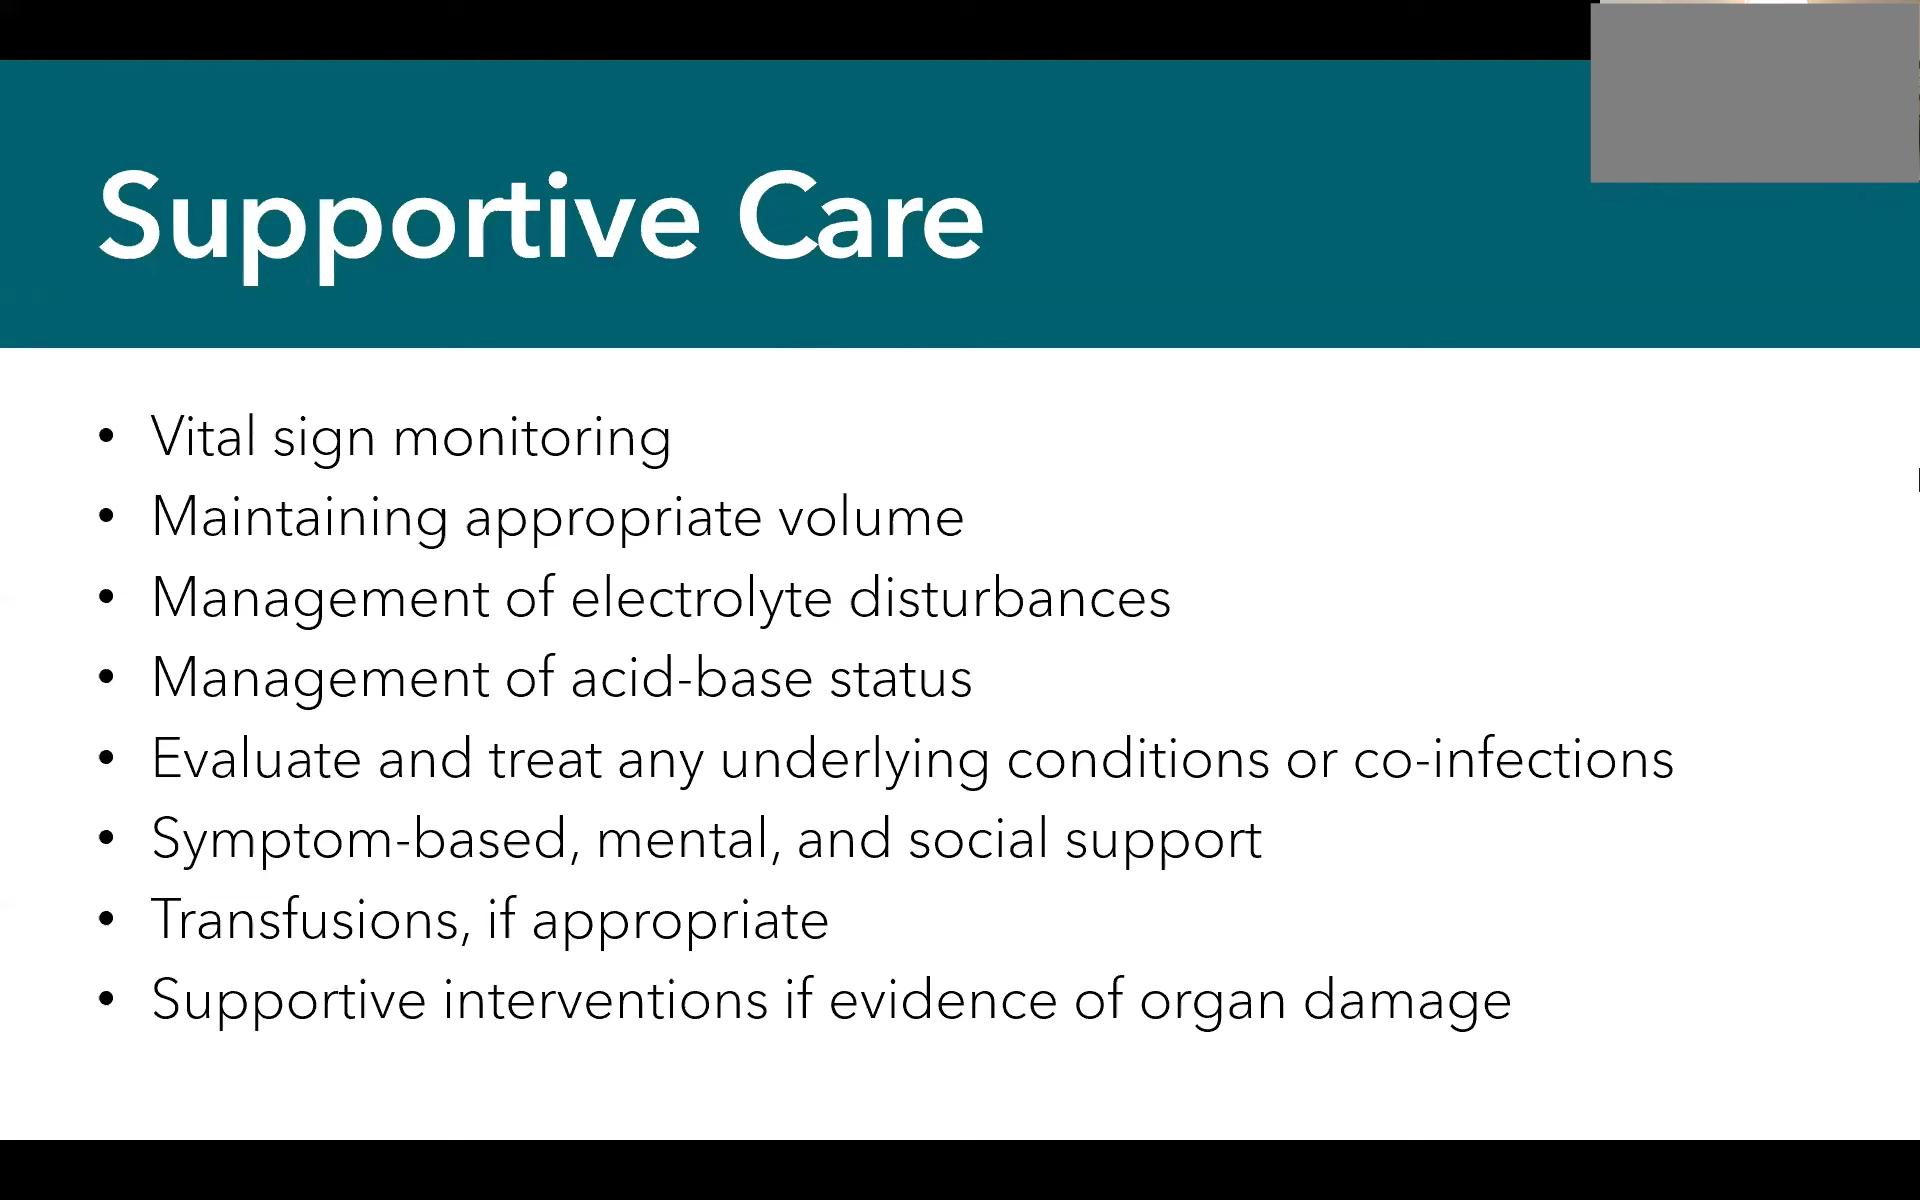 Supportive Care
• Vital sign monitoring
• Maintaining appropriate volume
• Management of electrolyte disturbances
• Management of acid-base status
• Evaluate and treat any underlying conditions or co-infections
• Symptom-based, mental, and social support
• Transfusions, if appropriate
• Supportive interventions if evidence of organ damage